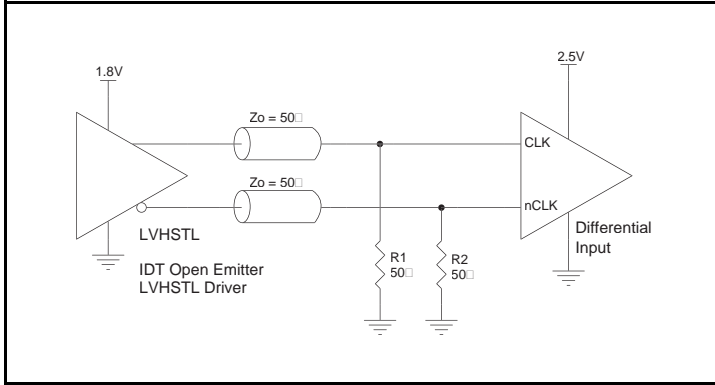 1.8V
2.5V
Zo = 50□
CLK
Zo = 50□
nCLK
LVHSTL
IDT Open Emitter
LVHSTL Driver
R1
50□
R2
50□
Differential
Input